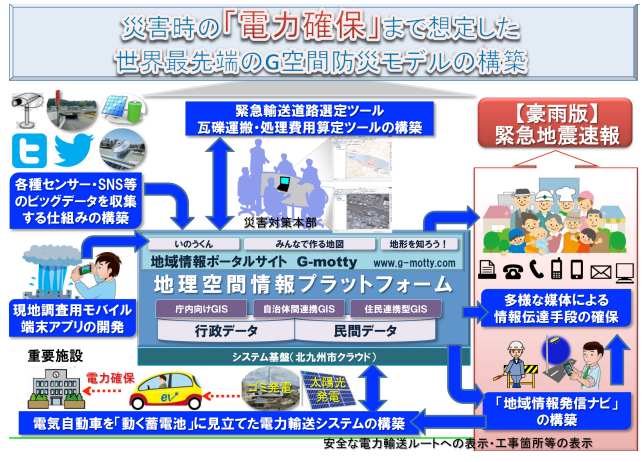 災害時の「電力確保」まで想定した
世界最先端のG空間防災モデルの構築
緊急輸送道路選定ツール
瓦礫運搬・処理費用算定ツールの構築
【豪雨版】
緊急地震速報
各種センサー・SNS等
のビッグデータを収集
する仕組みの構築
災害対策本部
いのうくん
みんなで作る地図
地形を知ろう！
地域情報ポータルサイト G-motty www.g-motty.com
地理空間情報プラットフォーム
庁内向けGIS
自治体間連携GIS
住民連携型GIS
行政データ
民間データ
システム基盤(北九州市クラウド)
現地調査用モバイル
端末アプリの開発
多様な媒体による
情報伝達手段の確保
重要施設
電力確保
ev
ゴミ発電
太陽光
発電
「地域情報発信ナビ」
の構築
電気自動車を「動く蓄電池」に見立てた電力輸送システムの構築
安全な電力輸送ルートへの表示・工事箇所等の表示